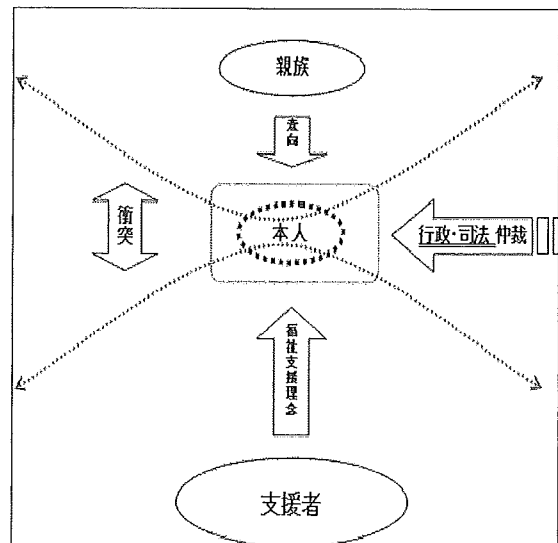 親族
意向
衝突
本人
行政・司法 仲裁
福祉支援理念
支援者